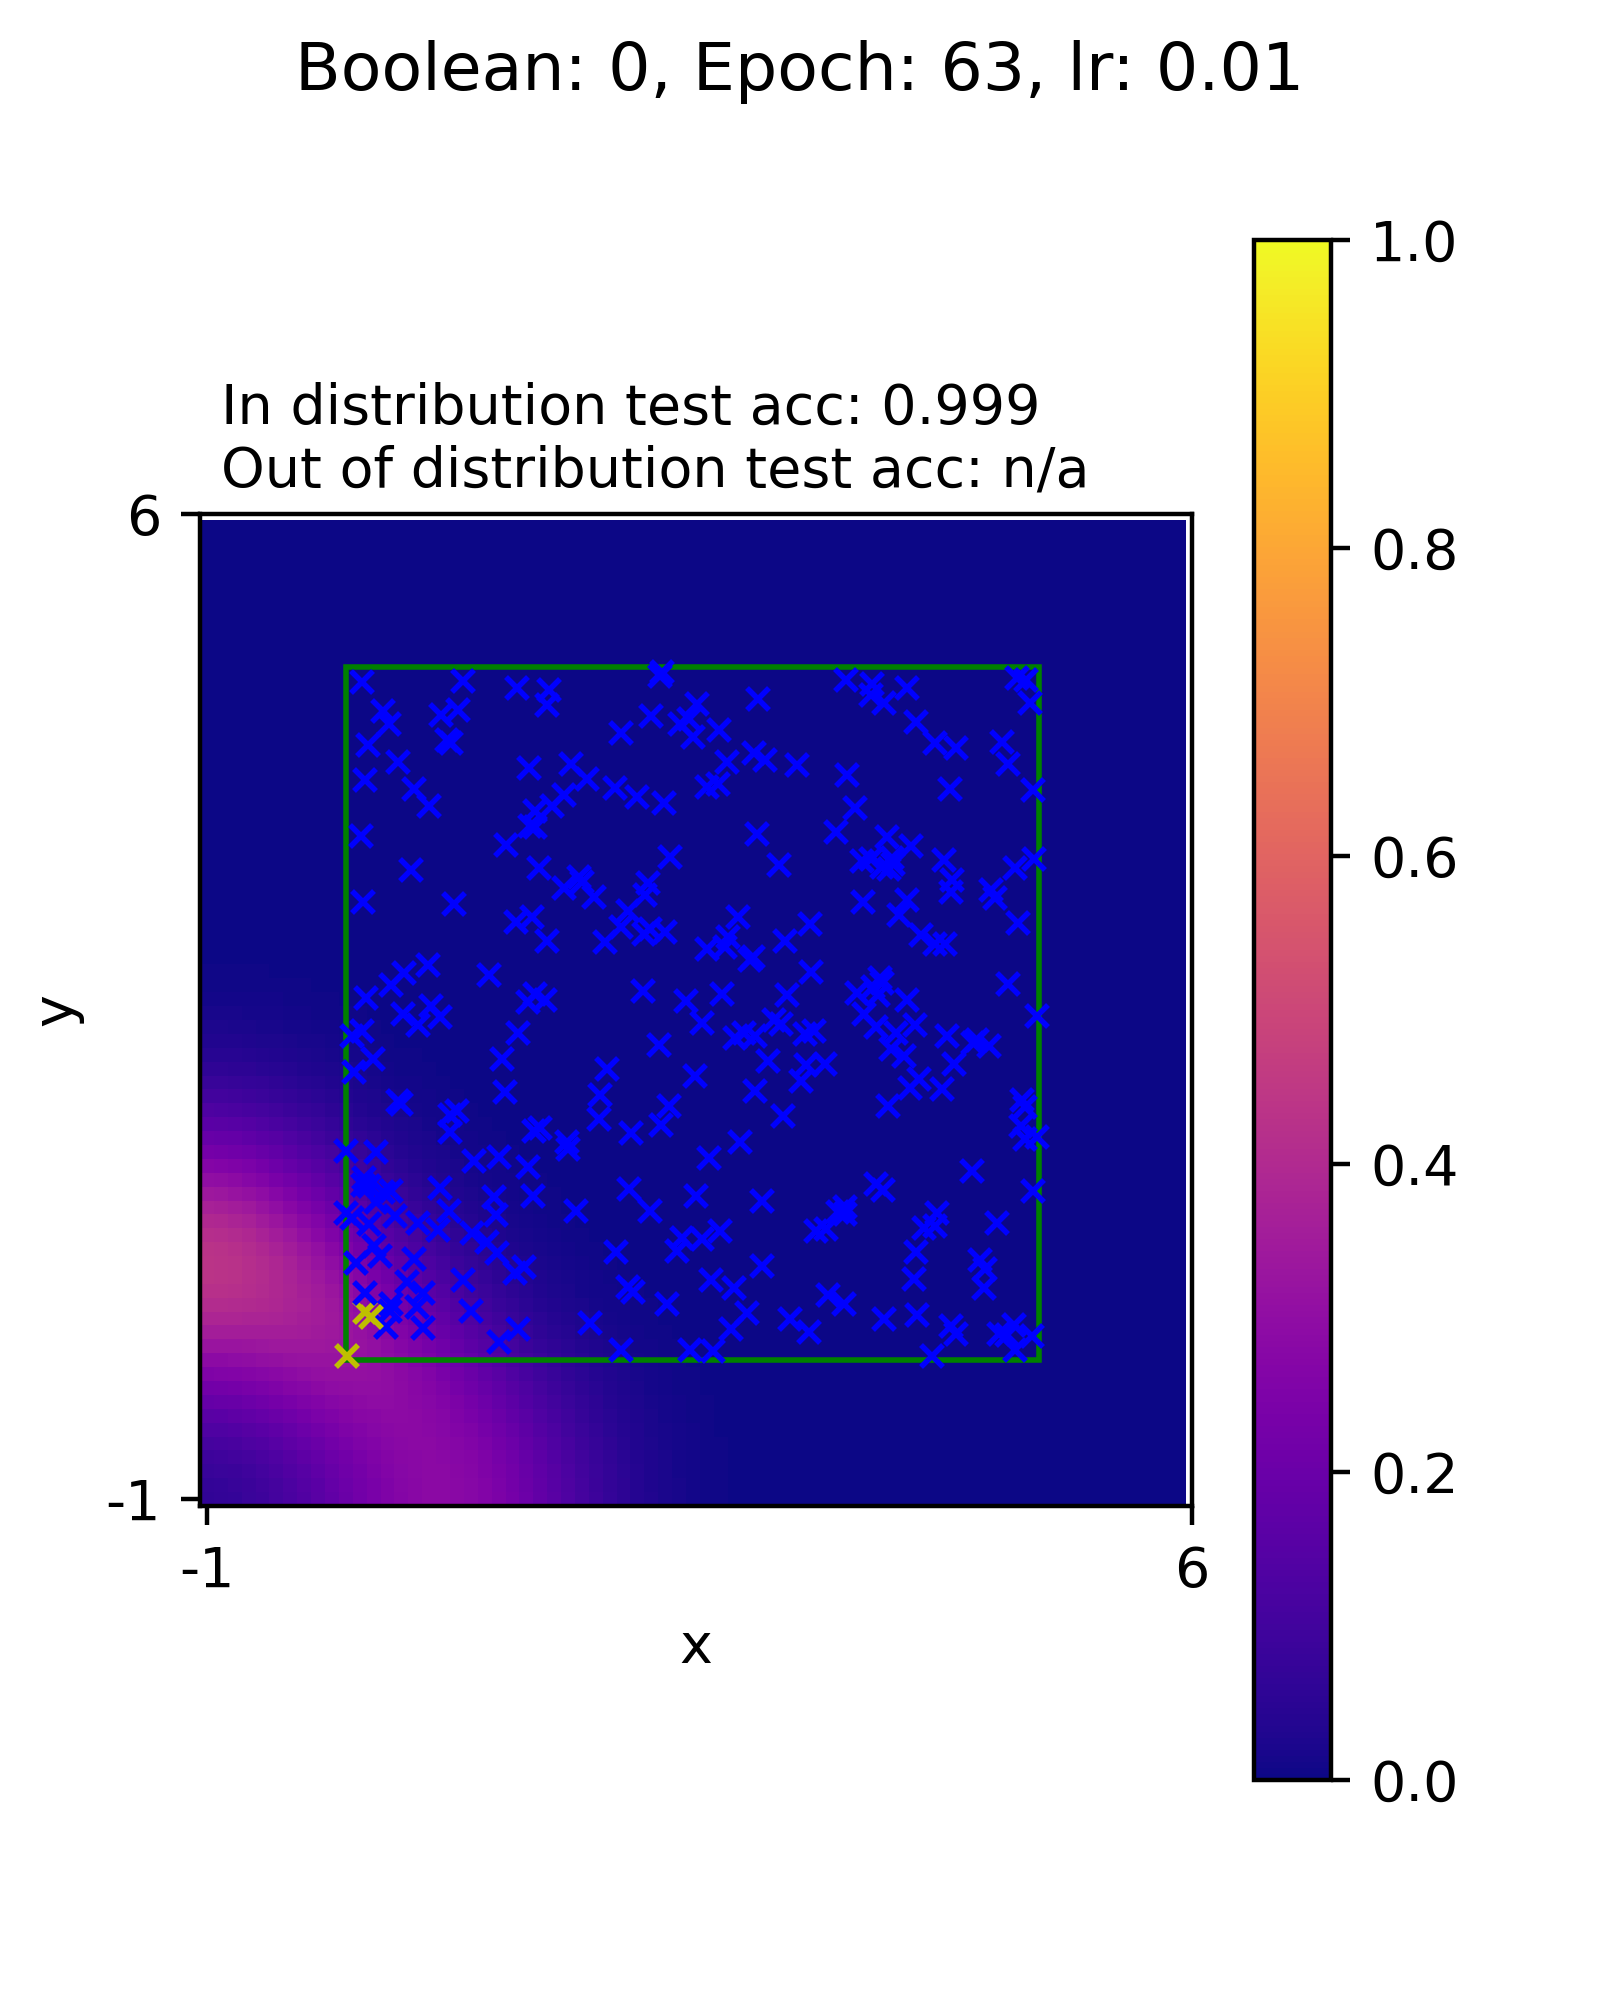 Boolean: 0, Epoch: 63, lr: 0.01
In distribution test acc: 0.999
Out of distribution test acc: n/a
6
y
-1
-1
6
x
1.0
0.8
0.6
0.4
0.2
0.0